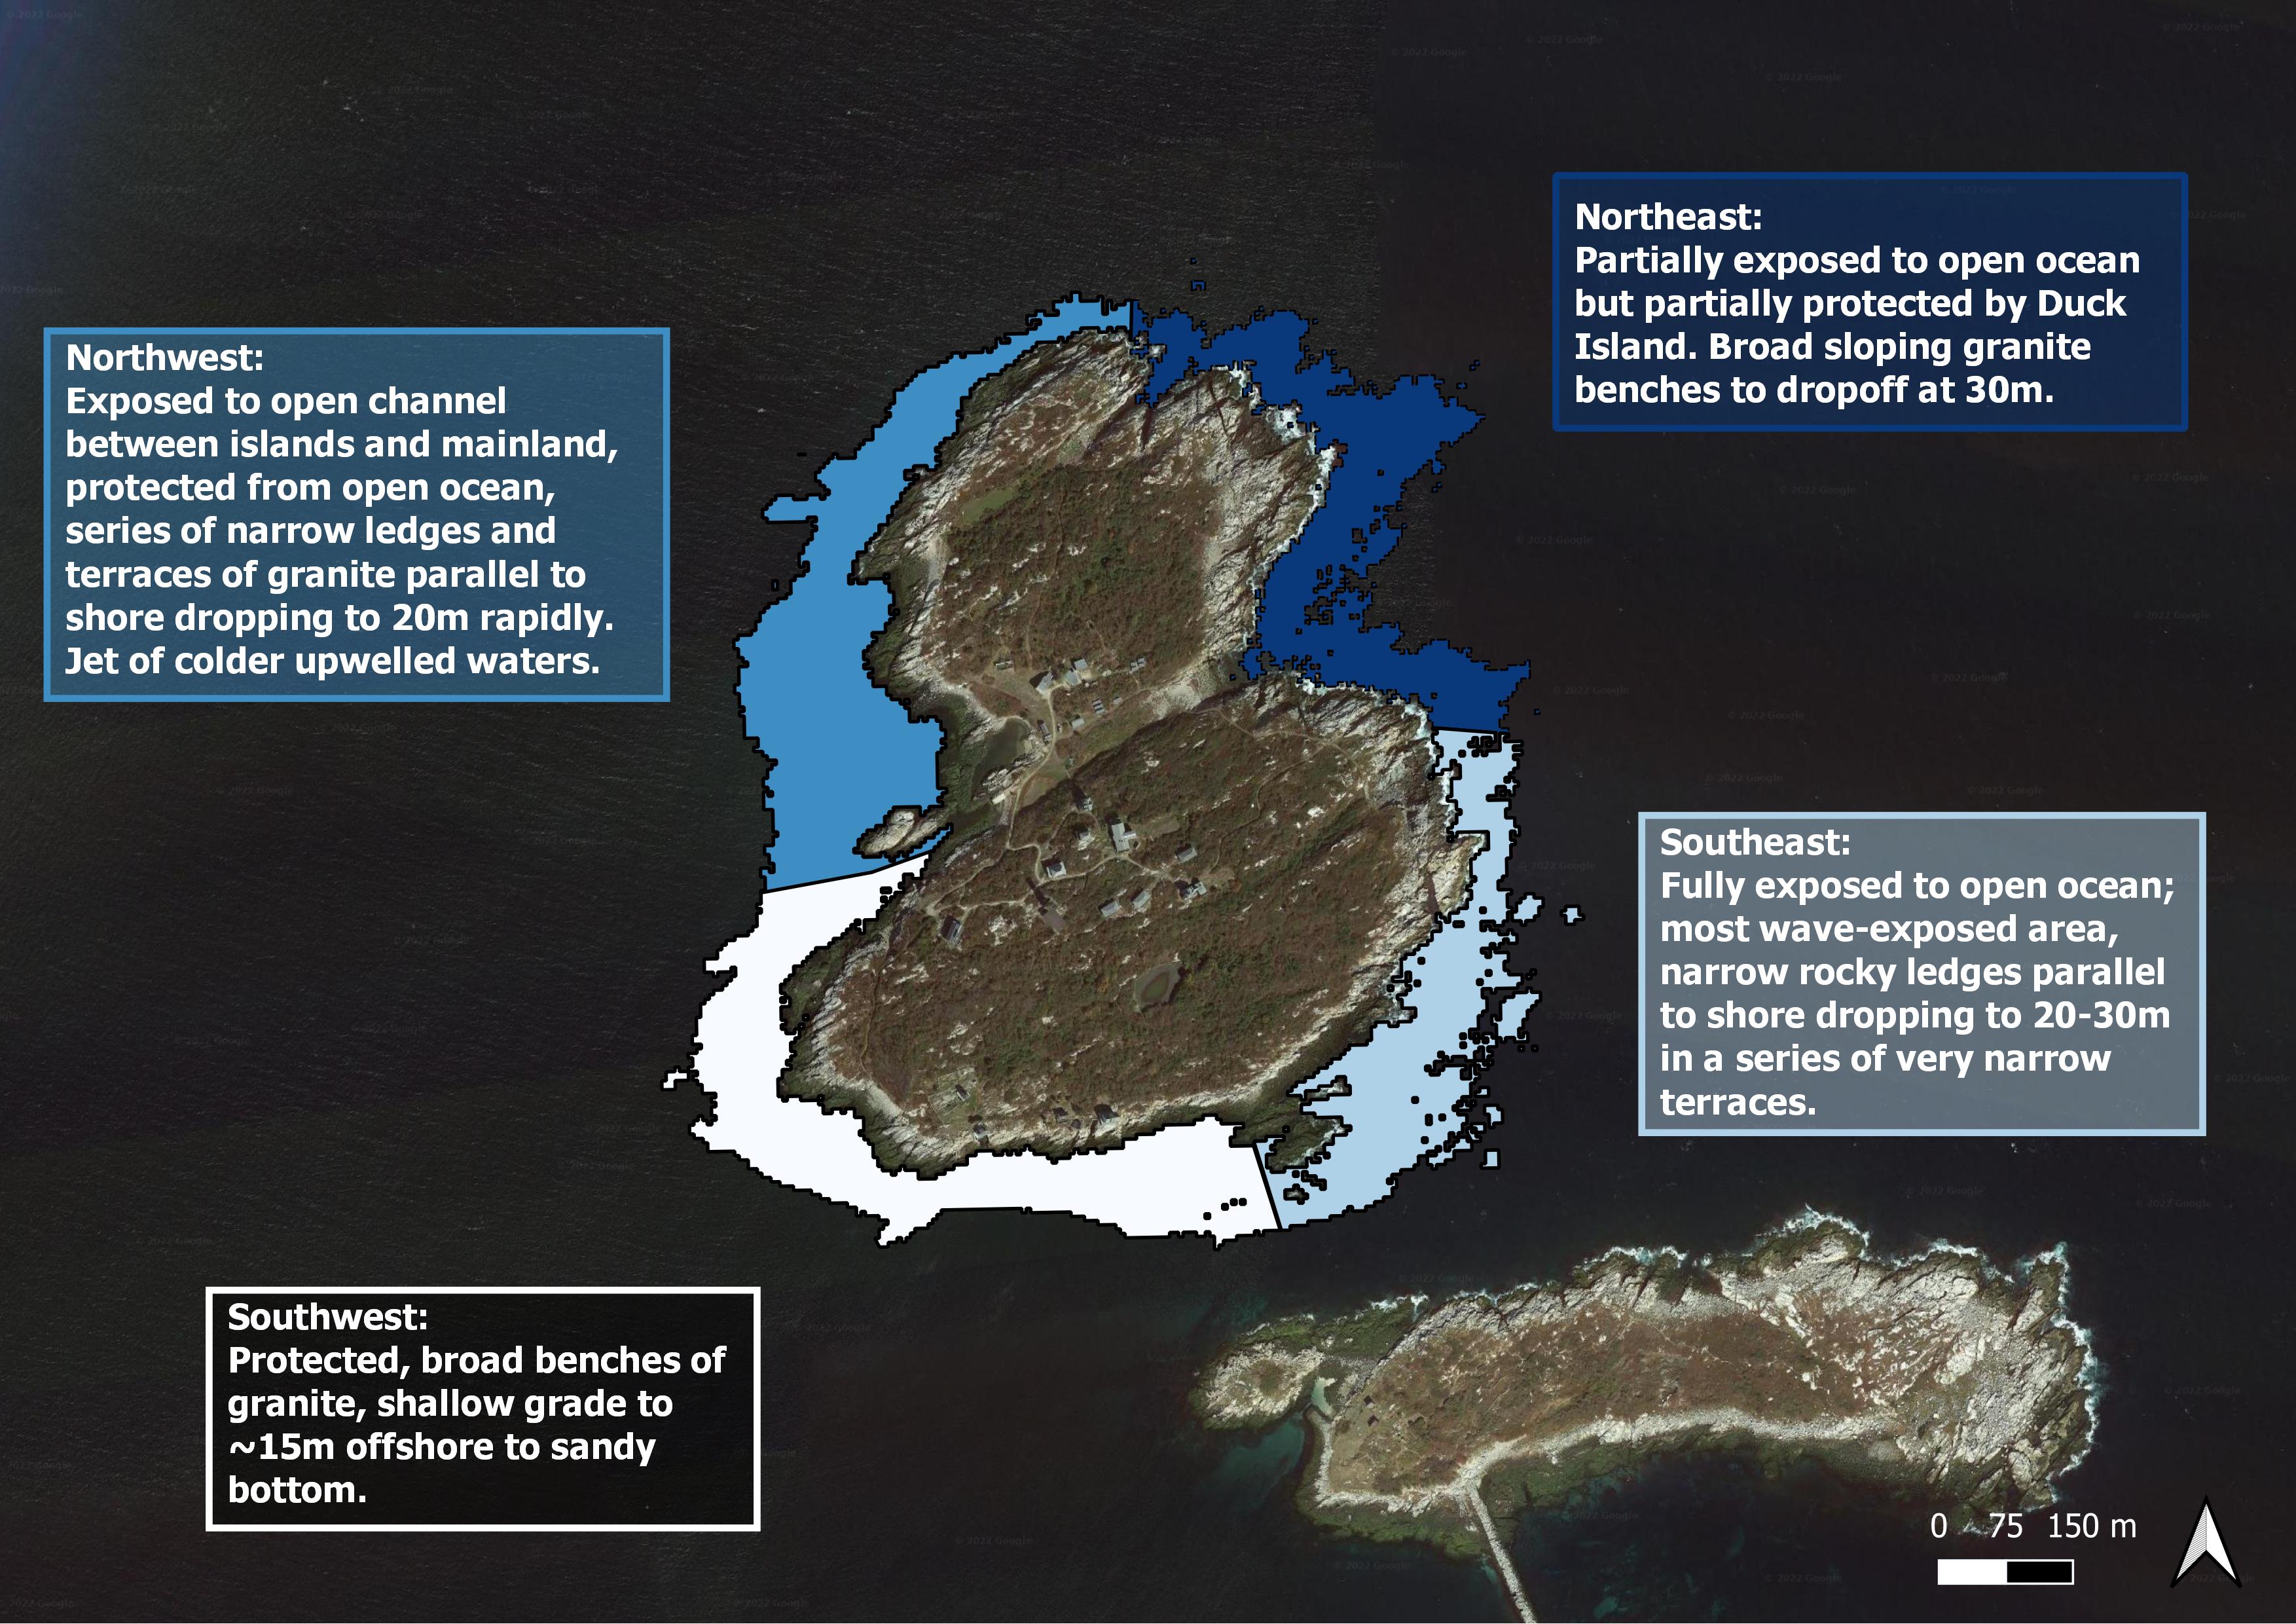 Northeast:
Partially exposed to open ocean
but partially protected by Duck
Island. Broad sloping granite
benches to dropoff at 30m.
Northwest:
Exposed to open channel
between islands and mainland,
protected from open ocean,
series of narrow ledges and
terraces of granite parallel to
shore dropping to 20m rapidly.
Jet of colder upwelled waters.
Southeast:
Fully exposed to open ocean;
most wave-exposed area,
narrow rocky ledges parallel
to shore dropping to 20-30m
in a series of very narrow
terraces.
Southwest:
Protected, broad benches of
granite, shallow grade to
~15m offshore to sandy
bottom.
0 75 150 m
© 2022 Google